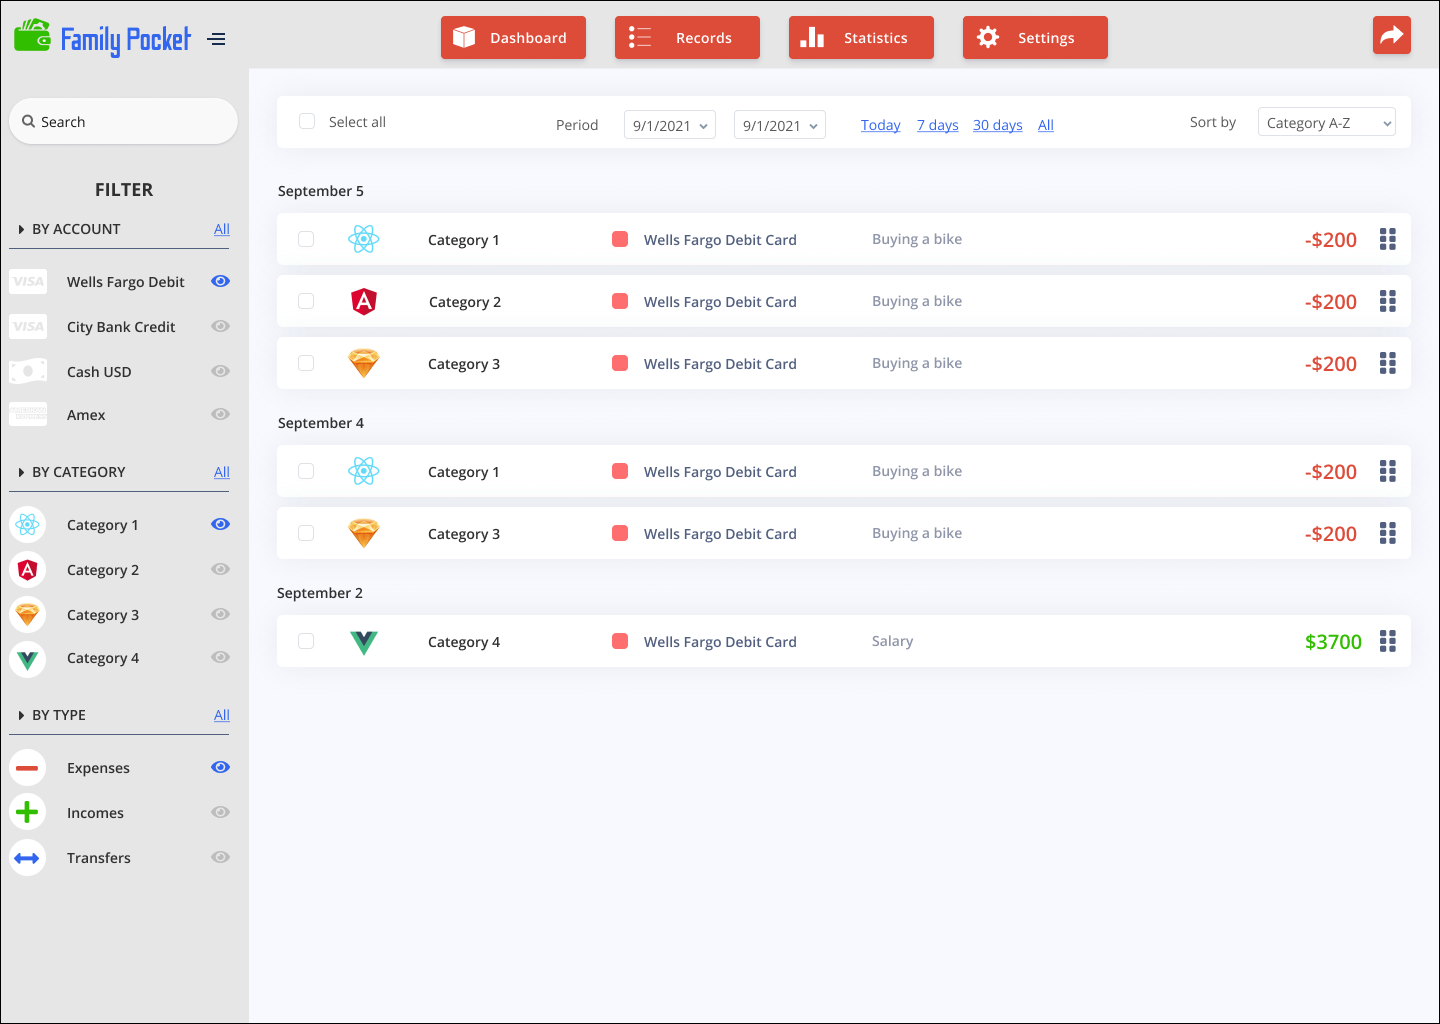 Family Pocket
Dashboard
Records
Statistics
Settings
Search
FILTER
BY ACCOUNT All
VISA Wells Fargo Debit
VISA City Bank Credit
Cash USD
Amex
BY CATEGORY All
Category 1
Category 2
Category 3
Category 4
BY TYPE All
Expenses
Incomes
Transfers
Select all Period 9/1/2021 9/1/2021 Today 7 days 30 days All Sort by Category A-Z
September 5
Category 1 Wells Fargo Debit Card Buying a bike -$200
Category 2 Wells Fargo Debit Card Buying a bike -$200
Category 3 Wells Fargo Debit Card Buying a bike -$200
September 4
Category 1 Wells Fargo Debit Card Buying a bike -$200
Category 3 Wells Fargo Debit Card Buying a bike -$200
September 2
Category 4 Wells Fargo Debit Card Salary $3700